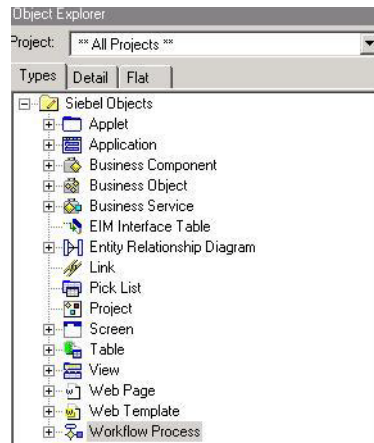 Object Explorer
Project: ** All Projects **
Types Detail Flat
Siebel Objects
Applet
Application
Business Component
Business Object
Business Service
EIM Interface Table
Entity Relationship Diagram
Link
Pick List
Project
Screen
Table
View
Web Page
Web Template
Workflow Process